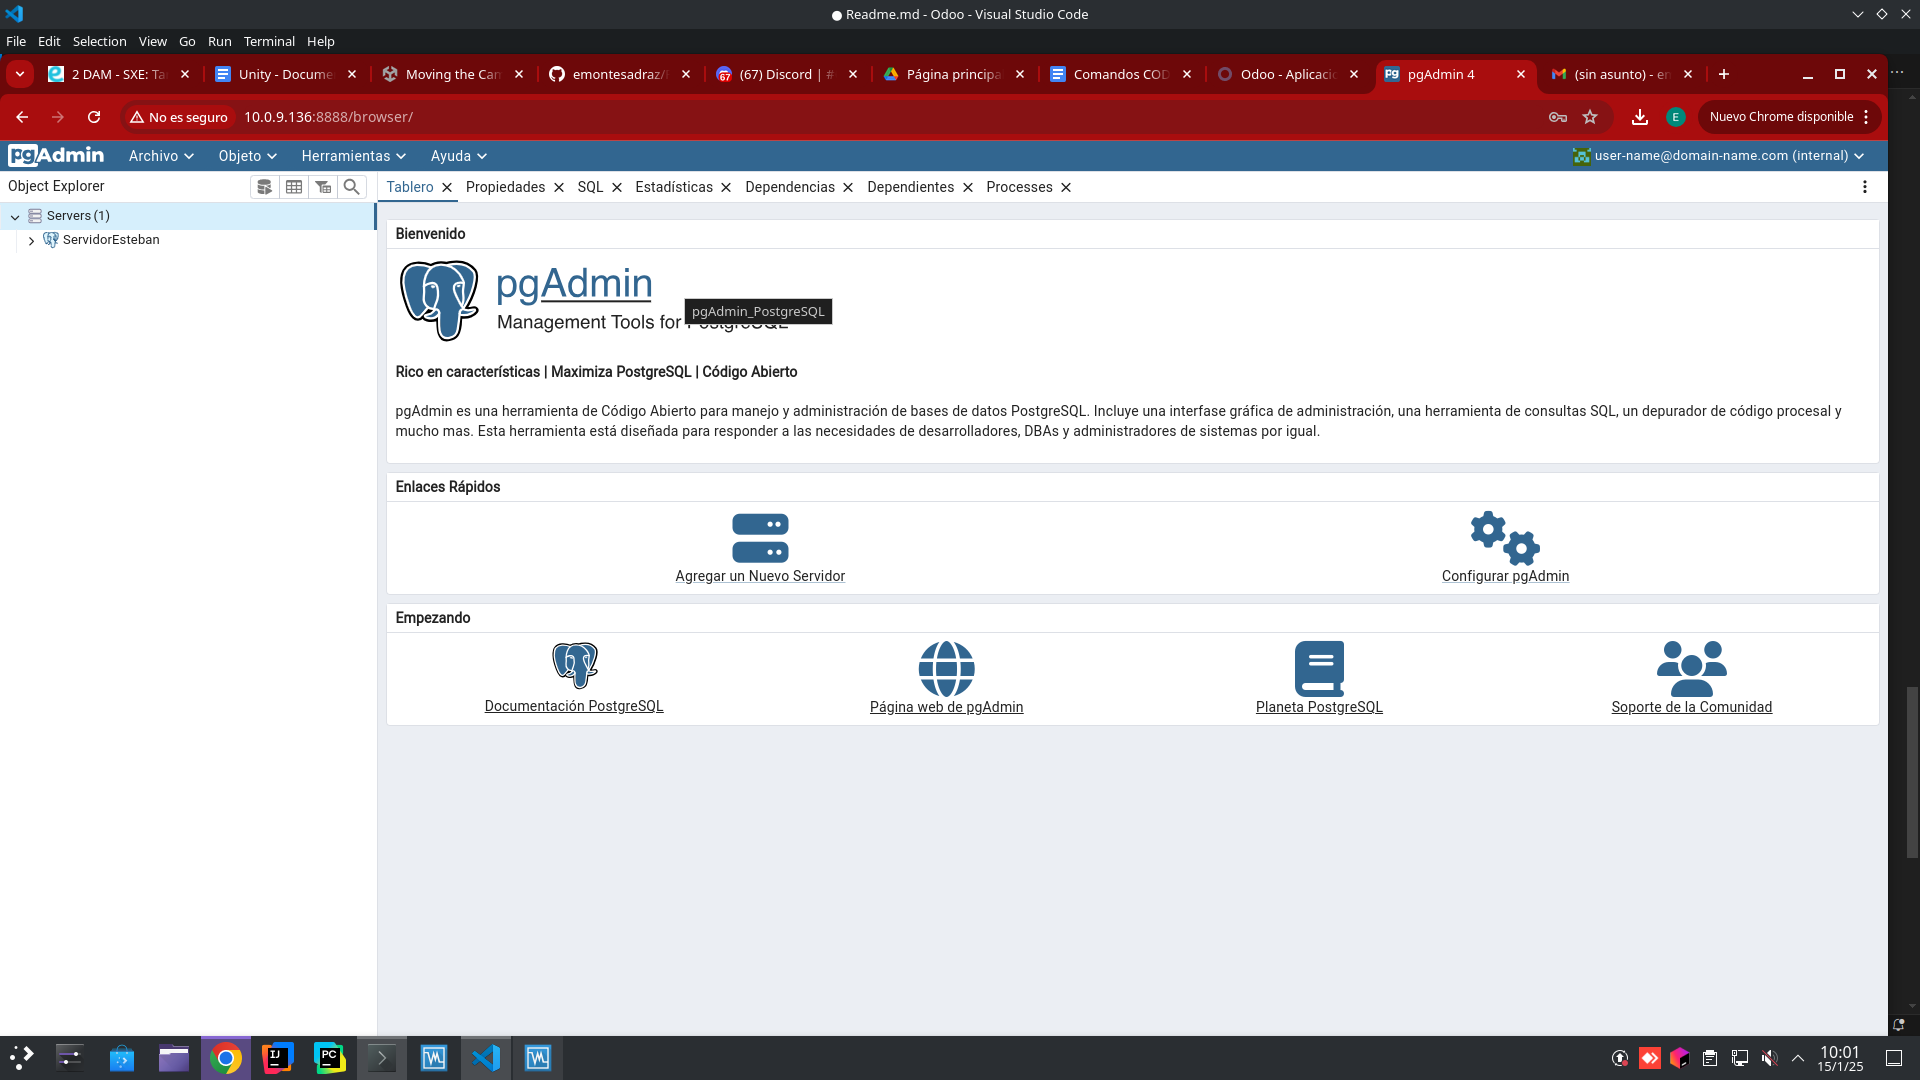 Readme.md - Odoo - Visual Studio Code
File Edit Selection View Go Run Terminal Help
2 DAM - SXE: Ta
Unity - Docume
Moving the Can
emontesadraz/
(67) Discord | #
Página principa
Comandos COD
Odoo - Aplicaci
pgAdmin 4
(sin asunto) - en
No es seguro
10.0.9.136:8888/browser/
E
Nuevo Chrome disponible
pgAdmin
Archivo
Objeto
Herramientas
Ayuda
user-name@domain-name.com (internal)
Object Explorer
Tablero
Propiedades
SQL
Estadísticas
Dependencias
Dependientes
Processes
Servers (1)
ServidorEsteban
Bienvenido
pgAdmin
Management Tools for PostgreSQL
pgAdmin_PostgreSQL
Rico en características | Maximiza PostgreSQL | Código Abierto
pgAdmin es una herramienta de Código Abierto para manejo y administración de bases de datos PostgreSQL. Incluye una interfase gráfica de administración, una herramienta de consultas SQL, un depurador de código procesal y
mucho mas. Esta herramienta está diseñada para responder a las necesidades de desarrolladores, DBAs y administradores de sistemas por igual.
Enlaces Rápidos
Agregar un Nuevo Servidor
Configurar pgAdmin
Empezando
Documentación PostgreSQL
Página web de pgAdmin
Planeta PostgreSQL
Soporte de la Comunidad
10:01
15/1/25